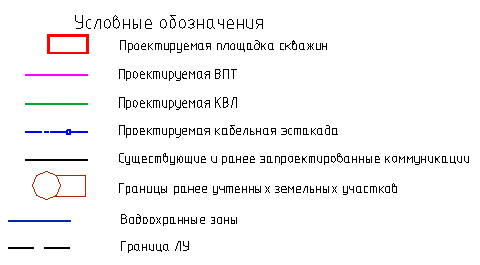 Условные обозначения
Проектируемая площадка скважин
Проектируемая ВПТ
Проектируемая КВЛ
Проектируемая кабельная эстакада
Существующие и ранее запроектированные коммуникации
Границы ранее учтенных земельных участков
Водоохранные зоны
Граница ЛУ